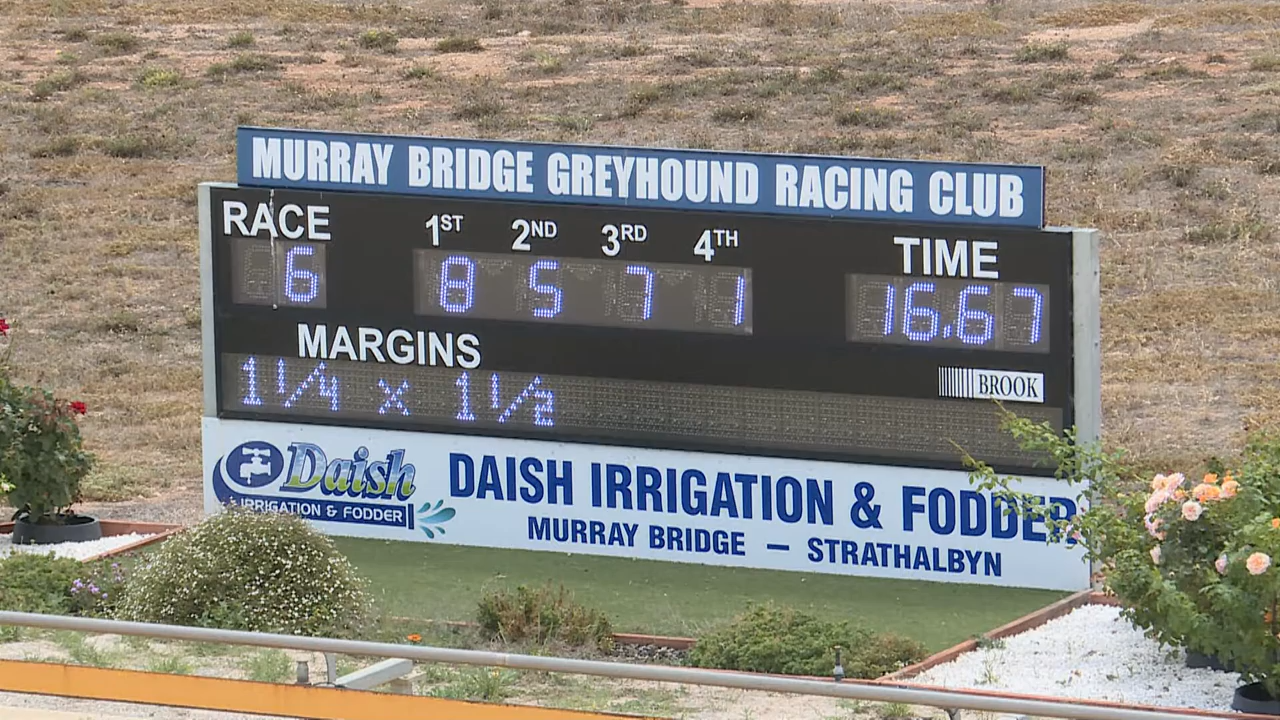 MURRAY BRIDGE GREYHOUND RACING CLUB
RACE 1ST 2ND 3RD 4TH TIME
6 8 5 7 1 16.67
MARGINS
1 1/4 x 1 1/2
BROOK
Daish
IRRIGATION & FODDER
DAISH IRRIGATION & FODDER
MURRAY BRIDGE – STRATHALBYN